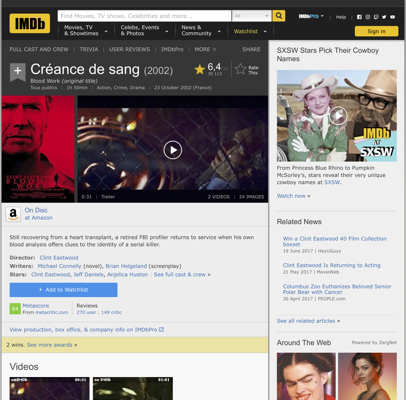 IMDb
Find Movies, TV shows, Celebrities and more...
All
IMDbPro
Help
Movies, TV & Showtimes
Celebs, Events & Photos
News & Community
Watchlist
Sign in
FULL CAST AND CREW | TRIVIA | USER REVIEWS | IMDbPro | MORE
SHARE
Créance de sang (2002)
Blood Work (original title)
Tous publics | 1h 50min | Action, Crime, Drama | 23 October 2002 (France)
6,4
Rate This
BLOOD WORK
0:31 | Trailer
2 VIDEOS | 24 IMAGES
On Disc
at Amazon
Still recovering from a heart transplant, a retired FBI profiler returns to service when his own
blood analysis offers clues to the identity of a serial killer.
Director: Clint Eastwood
Writers: Michael Connelly (novel), Brian Helgeland (screenplay)
Stars: Clint Eastwood, Jeff Daniels, Anjelica Huston | See full cast & crew »
+ Add to Watchlist
64
Metascore
From metacritic.com
Reviews
270 user | 149 critic
View production, box office, & company info on IMDbPro
2 wins. See more awards »
Videos
00:31
01:01
SXSW Stars Pick Their Cowboy
Names
IMDb
AT
SXSW
From Princess Blue Rhino to Pumpkin
McSorley's, stars reveal their very unique
cowboy names at SXSW.
Watch now »
Related News
Win a Clint Eastwood 40 Film Collection
boxset
19 June 2017 | HeyUGuys
Clint Eastwood Is Returning to Acting
21 May 2017 | MovieWeb
Columbus Zoo Euthanizes Beloved Senior
Polar Bear with Cancer
26 April 2017 | PEOPLE.com
See all related articles »
Around The Web
Powered by ZergNet